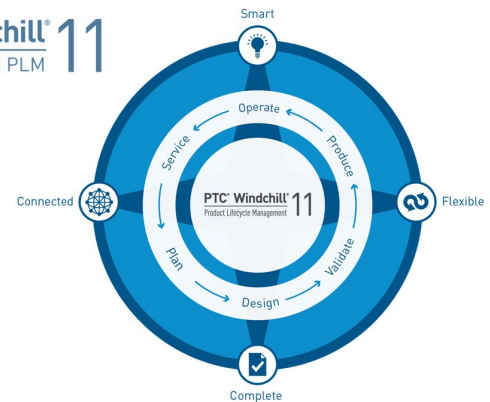 Smart
chill® 11
PLM
Operate
Service
Produce
Connected
PTC® Windchill® 11
Product Lifecycle Management
Flexible
Plan
Validate
Design
Complete